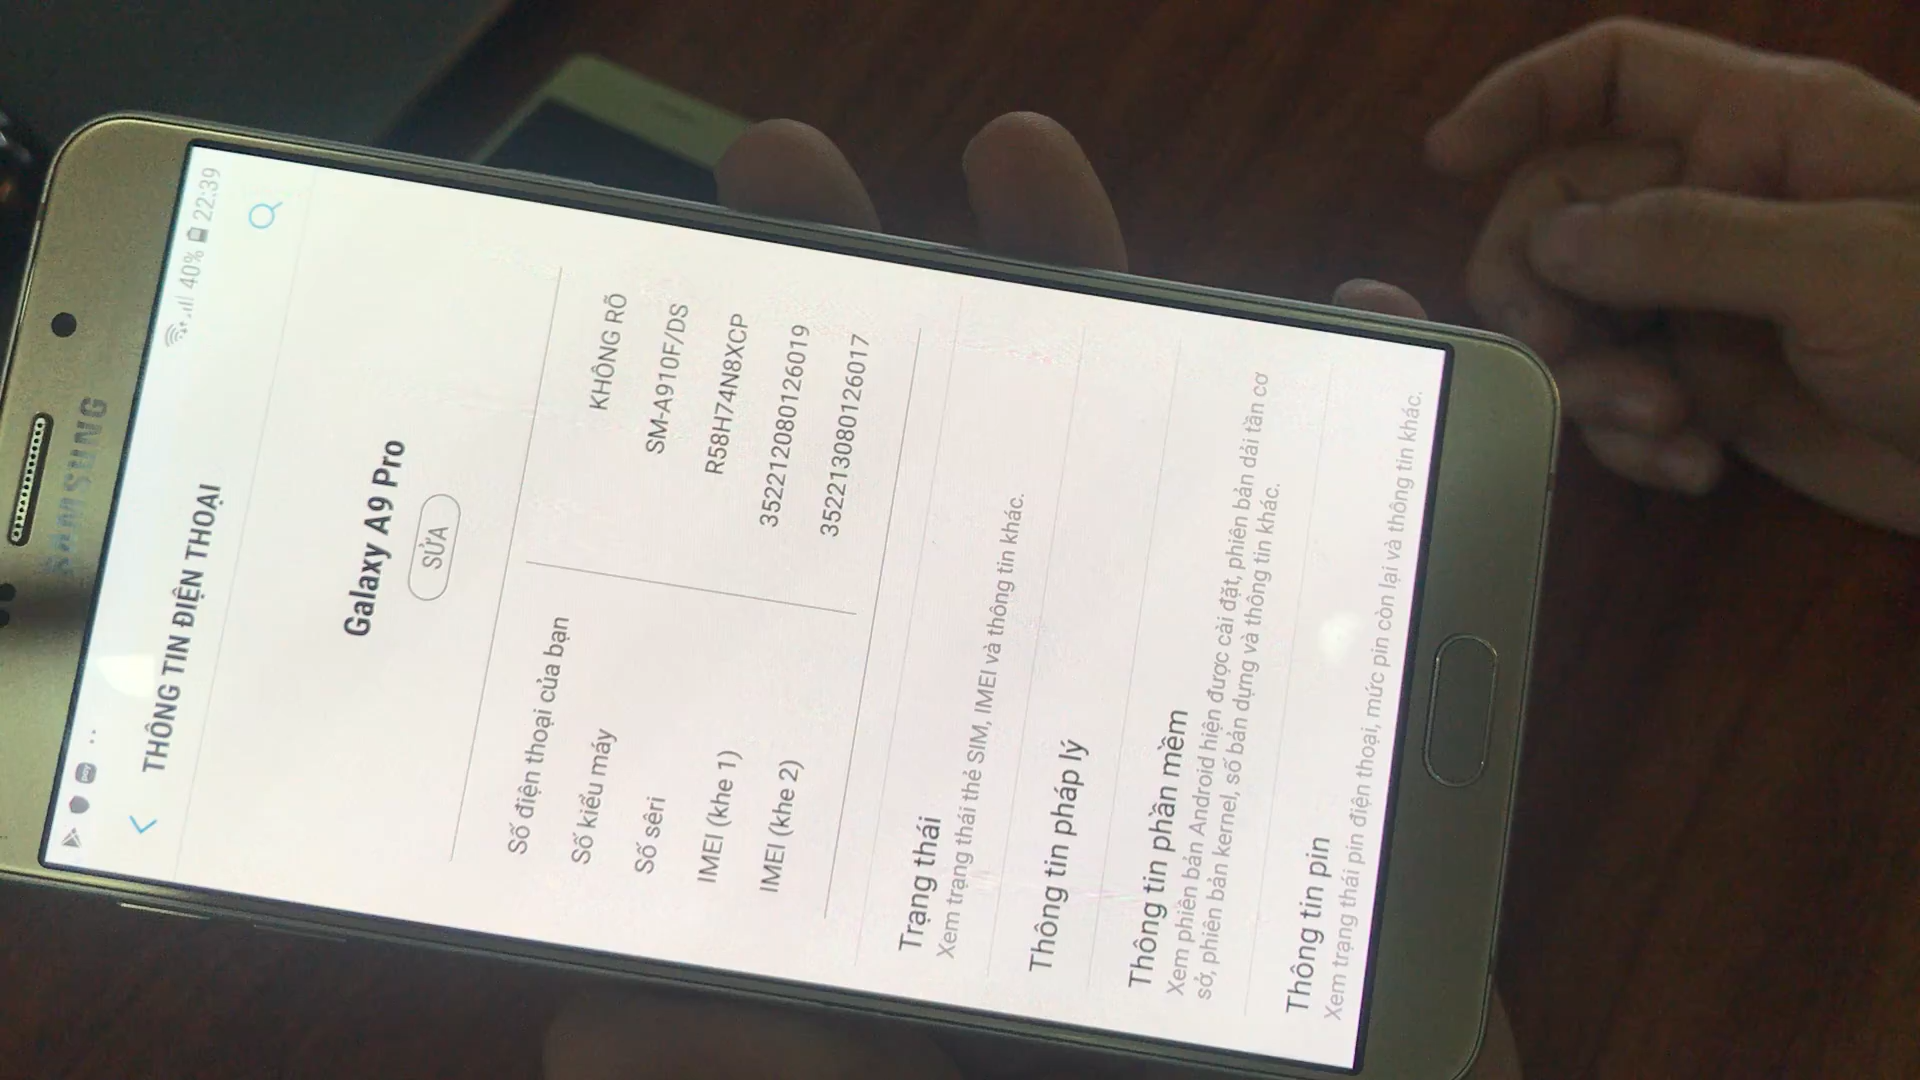 SAMSUNG
40% 22:39
THÔNG TIN ĐIỆN THOẠI
Galaxy A9 Pro
SỬA
Số điện thoại của bạn KHÔNG RÕ
Số kiểu máy SM-A910F/DS
Số sêri R58H74N8XCP
IMEI (khe 1) 352212080126019
IMEI (khe 2) 352213080126017
Trạng thái
Xem trạng thái thẻ SIM, IMEI và thông tin khác.
Thông tin pháp lý
Thông tin phần mềm
Xem phiên bản Android hiện được cài đặt, phiên bản dải tần cơ
sở, phiên bản kernel, số bản dựng và thông tin khác.
Thông tin pin
Xem trạng thái pin điện thoại, mức pin còn lại và thông tin khác.